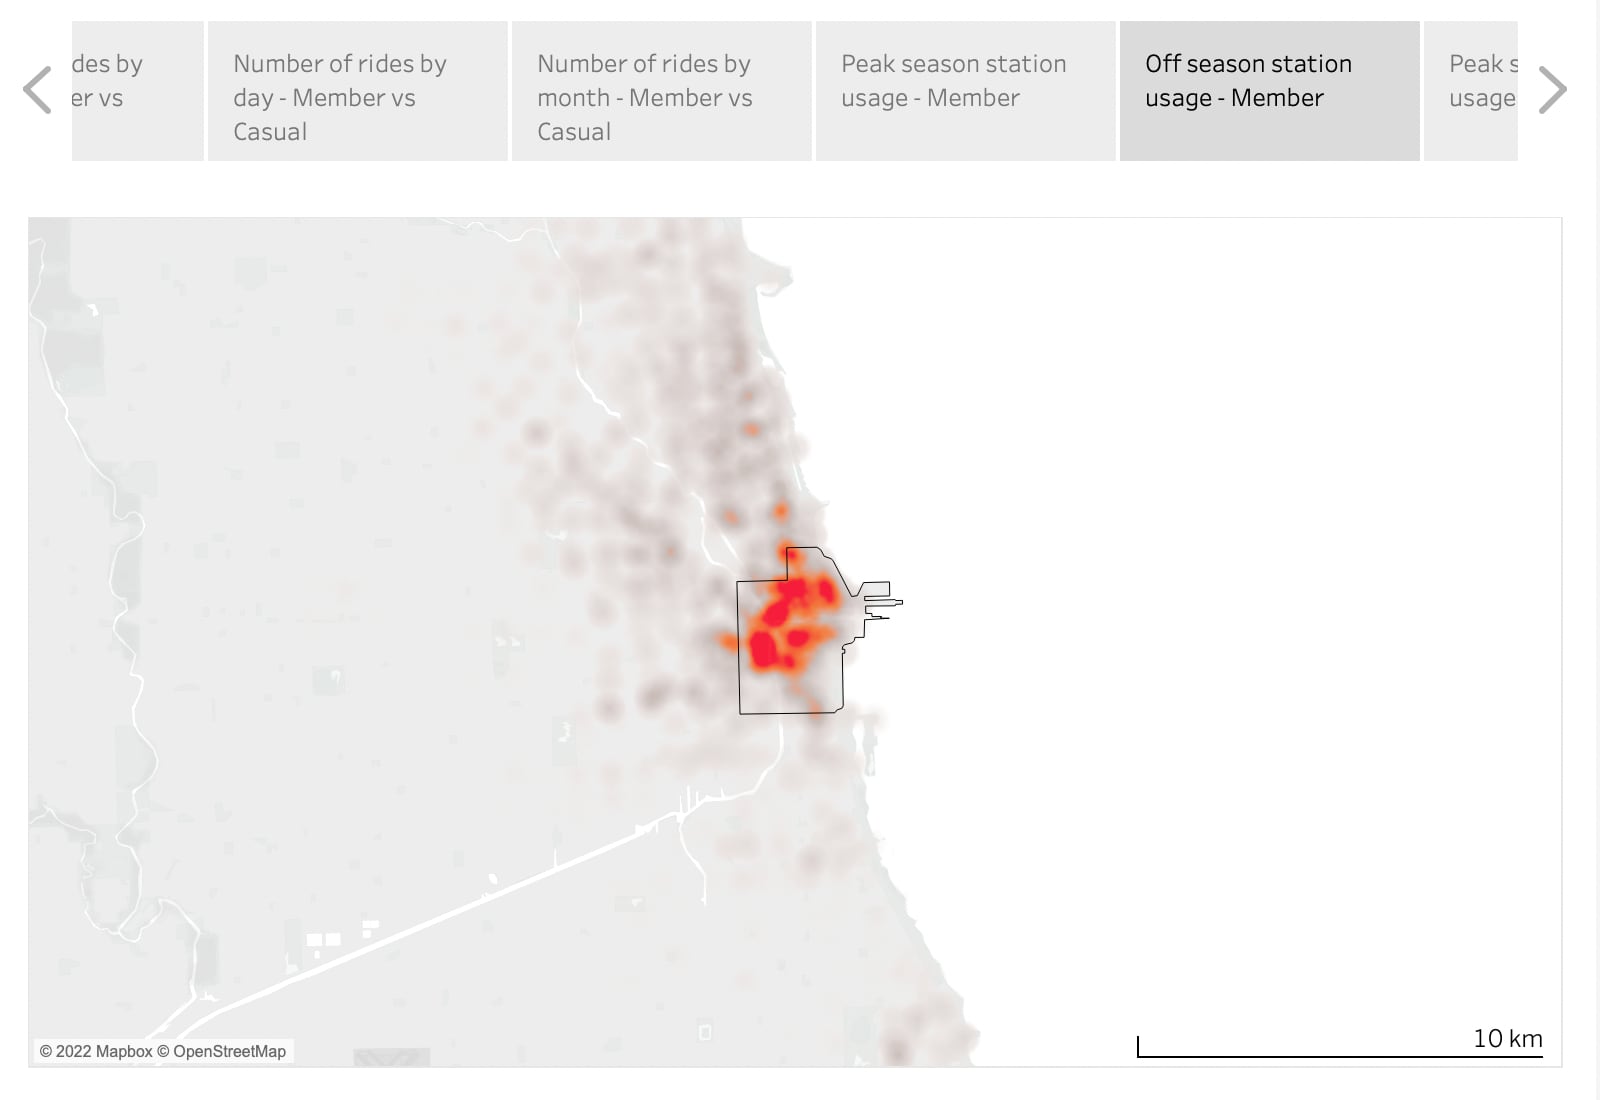 des by
er vs
Number of rides by
day - Member vs
Casual
Number of rides by
month - Member vs
Casual
Peak season station
usage - Member
Off season station
usage - Member
Peak s
usage
© 2022 Mapbox © OpenStreetMap
10 km